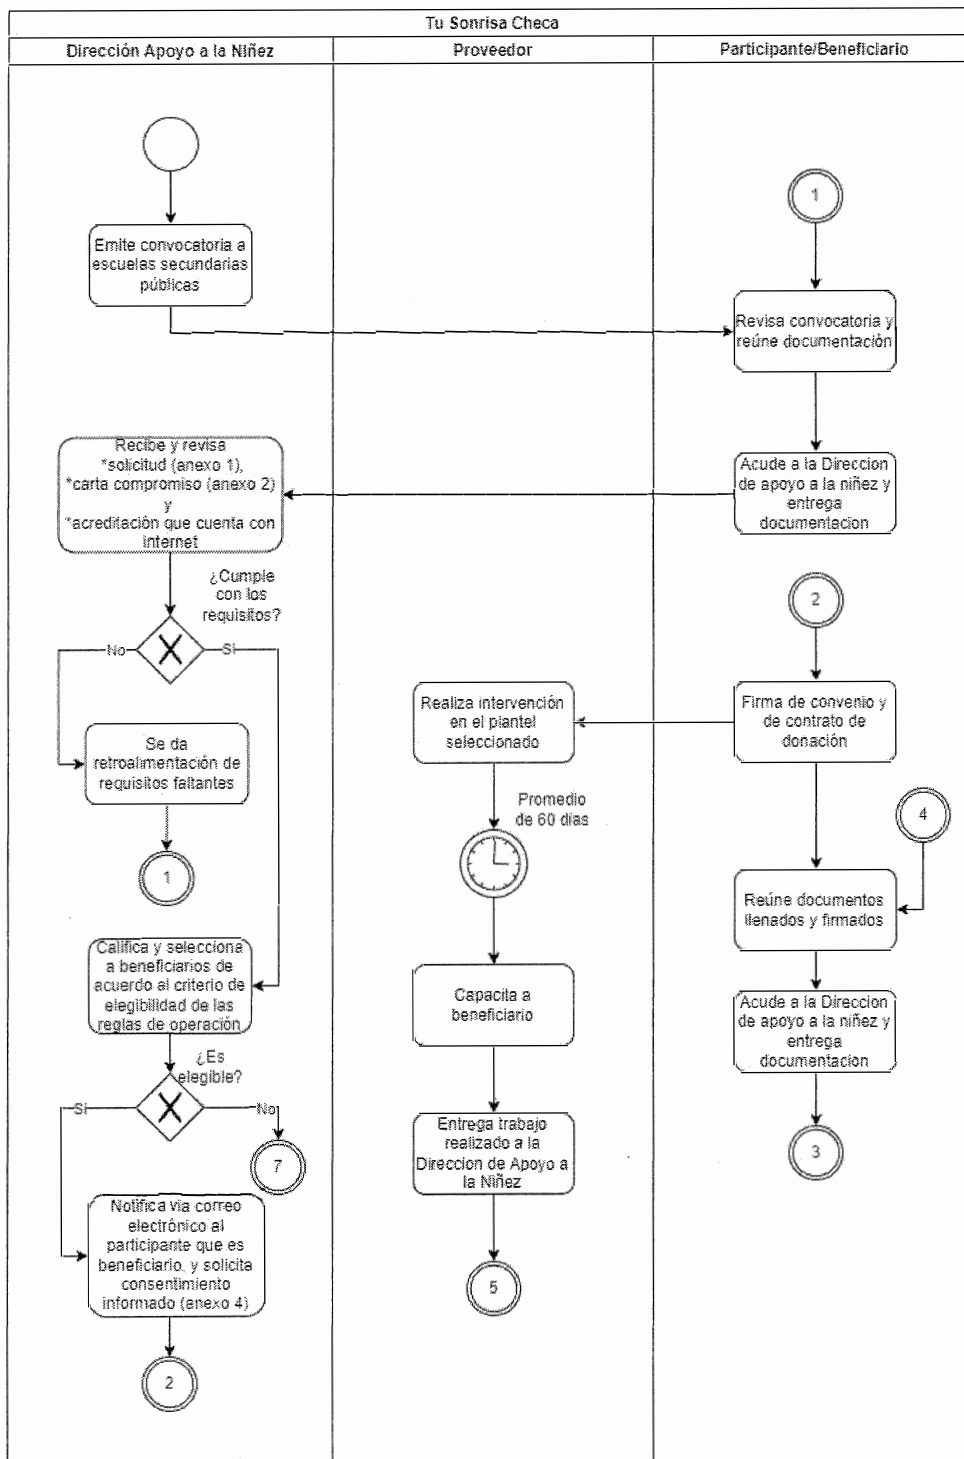 Tu Sonrisa Checa
Dirección Apoyo a la Niñez
Proveedor
Participante/Beneficiario
Emite convocatoria a
escuelas secundarias
públicas
1
Revisa convocatoria y
reúne documentación
Acude a la Direccion
de apoyo a la niñez y
entrega
documentacion
Recibe y revisa
*solicitud (anexo 1),
*carta compromiso (anexo 2)
y
*acreditación que cuenta con
internet
¿Cumple
con los
requisitos?
No
Si
Se da
retroalimentación de
requisitos faltantes
1
Califica y selecciona
a beneficiarios de
acuerdo al criterio de
elegibilidad de las
reglas de operación
¿Es
elegible?
Si
No
7
Notifica via correo
electrónico al
participante que es
beneficiario, y solicita
consentimiento
informado (anexo 4)
2
2
Firma de convenio y
de contrato de
donación
Realiza intervención
en el plantel
seleccionado
Promedio
de 60 días
Capacita a
beneficiario
Entrega trabajo
realizado a la
Direccion de Apoyo a
la Niñez
5
4
Reúne documentos
llenados y firmados
Acude a la Direccion
de apoyo a la niñez y
entrega
documentacion
3